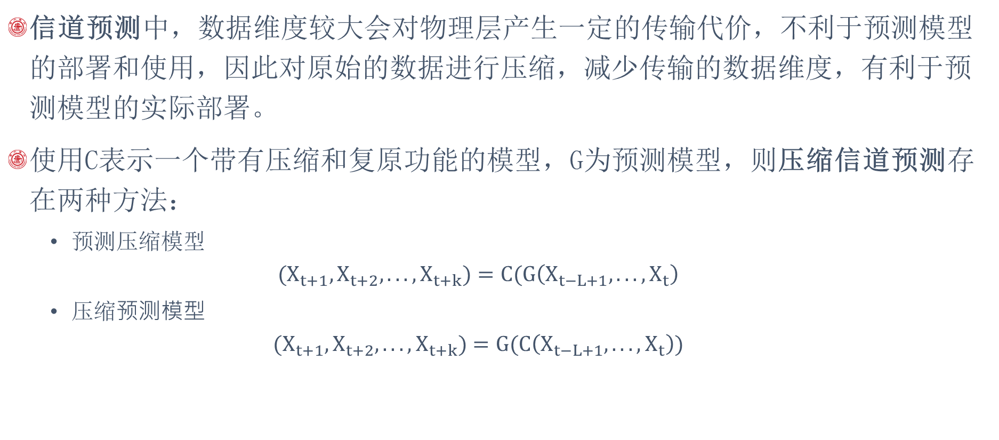 信道预测中，数据维度较大会对物理层产生一定的传输代价，不利于预测模型
的部署和使用，因此对原始的数据进行压缩，减少传输的数据维度，有利于预
测模型的实际部署。
使用C表示一个带有压缩和复原功能的模型，G为预测模型，则压缩信道预测存
在两种方法：
• 预测压缩模型
(X_{t+1}, X_{t+2}, ..., X_{t+k}) = C(G(X_{t−L+1}, ..., X_t)
• 压缩预测模型
(X_{t+1}, X_{t+2}, ..., X_{t+k}) = G(C(X_{t−L+1}, ..., X_t))